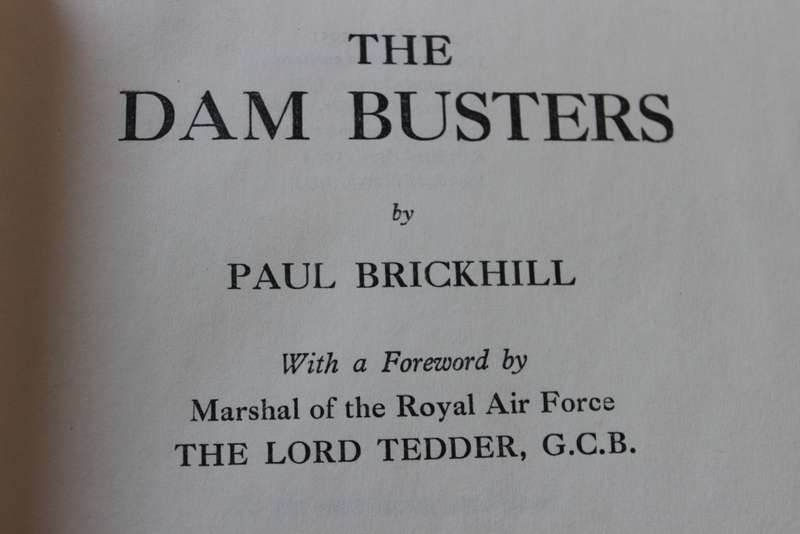 THE
DAM BUSTERS
by
PAUL BRICKHILL
With a Foreword by
Marshal of the Royal Air Force
THE LORD TEDDER, G.C.B.